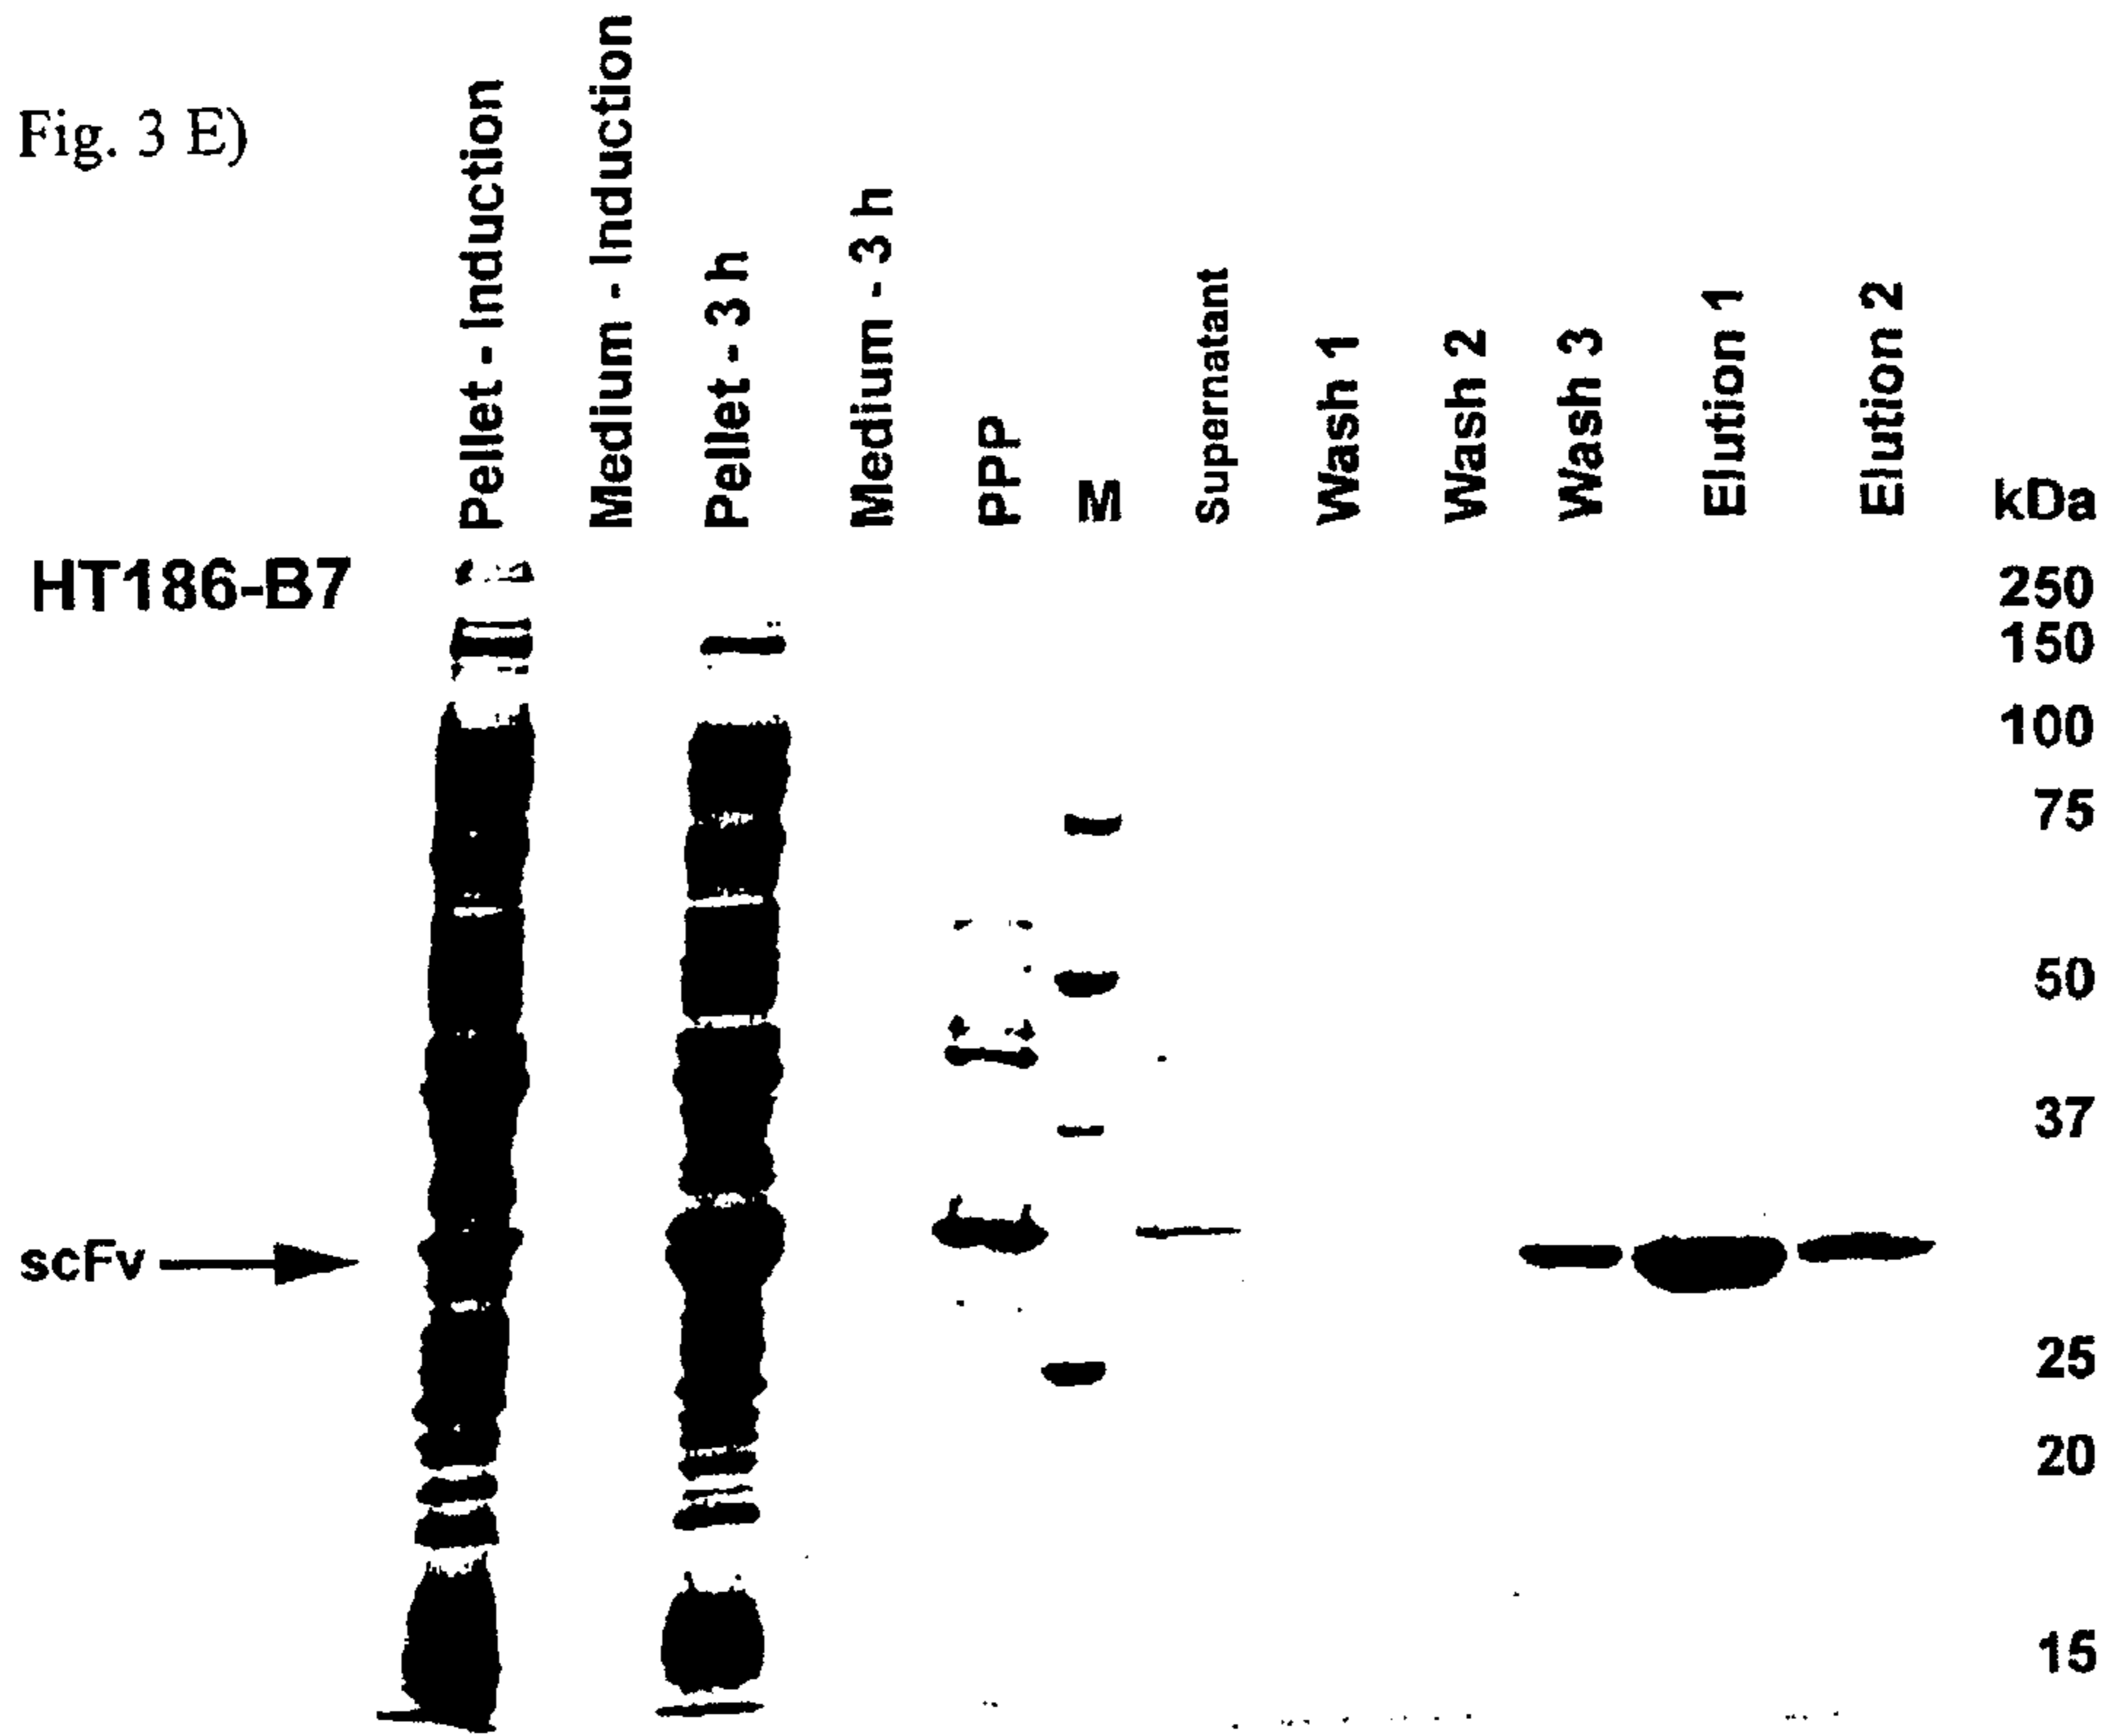 Fig. 3 E)
Pellet - Induction
Medium - Induction
Pellet - 3 h
Medium - 3 h
PPP
M
Supernatant
Wash 1
Wash 2
Wash 3
Elution 1
Elution 2
kDa
HT186-B7
250
150
100
75
50
37
scFv
25
20
15